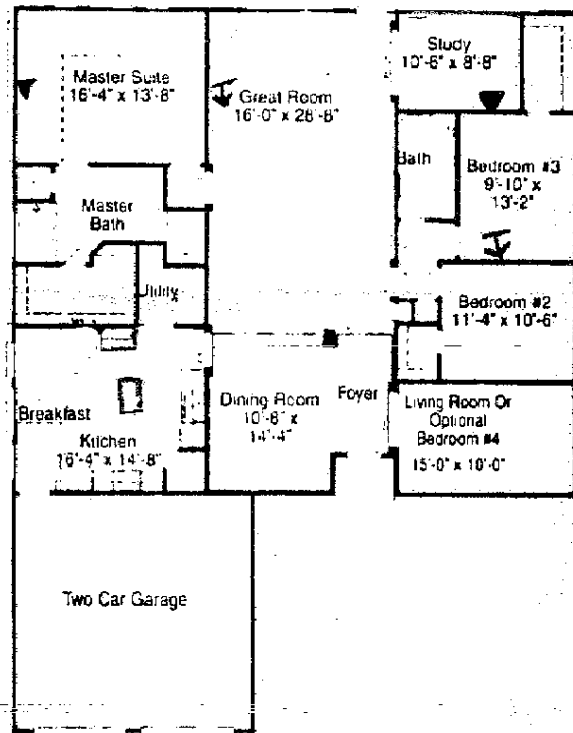 Master Suite
16'-4" x 13'-8"
Great Room
16'-0" x 28'-8"
Study
10'-6" x 8'-8"
Bath
Bedroom #3
9'-10" x
13'-2"
Master
Bath
Utility
Bedroom #2
11'-4" x 10'-6"
Breakfast
Kitchen
16'-4" x 14'-8"
Dining Room
10'-8" x
14'-4"
Foyer
Living Room Or
Optional
Bedroom #4
15'-0" x 10'-0"
Two Car Garage